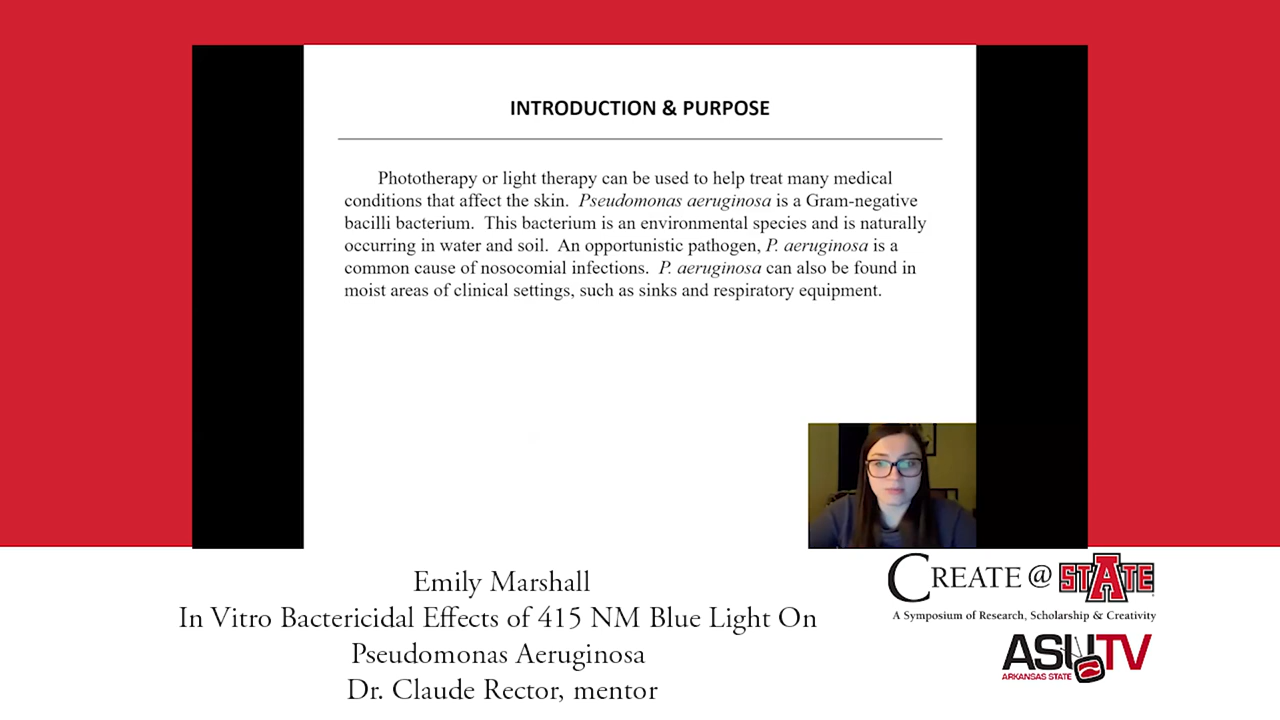 INTRODUCTION & PURPOSE
Phototherapy or light therapy can be used to help treat many medical
conditions that affect the skin. Pseudomonas aeruginosa is a Gram-negative
bacilli bacterium. This bacterium is an environmental species and is naturally
occurring in water and soil. An opportunistic pathogen, P. aeruginosa is a
common cause of nosocomial infections. P. aeruginosa can also be found in
moist areas of clinical settings, such as sinks and respiratory equipment.
Emily Marshall
In Vitro Bactericidal Effects of 415 NM Blue Light On
Pseudomonas Aeruginosa
Dr. Claude Rector, mentor
CREATE @ STATE
A Symposium of Research, Scholarship & Creativity
ASU TV
ARKANSAS STATE